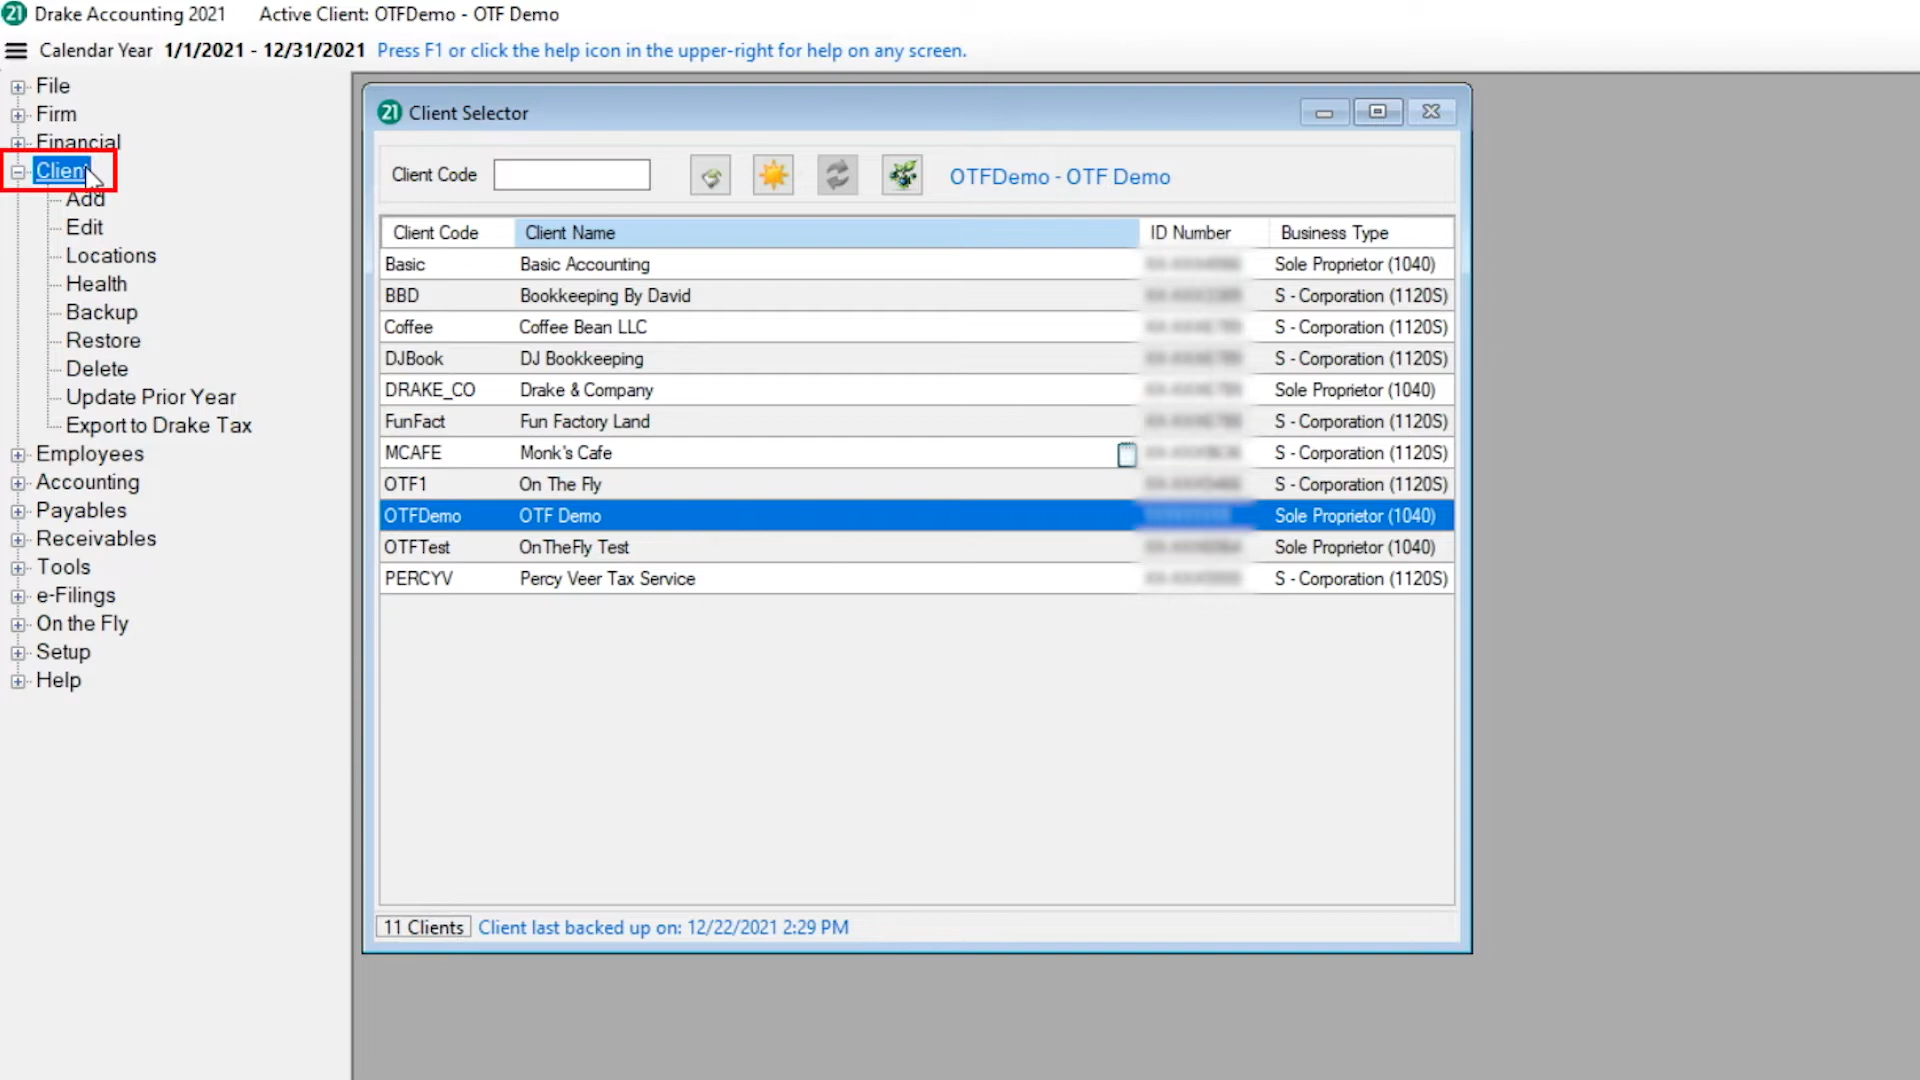 21 Drake Accounting 2021 Active Client: OTFDemo - OTF Demo
Calendar Year 1/1/2021 - 12/31/2021 Press F1 or click the help icon in the upper-right for help on any screen.
File
Firm
Financial
Client
Add
Edit
Locations
Health
Backup
Restore
Delete
Update Prior Year
Export to Drake Tax
Employees
Accounting
Payables
Receivables
Tools
e-Filings
On the Fly
Setup
Help
21 Client Selector
Client Code OTFDemo - OTF Demo
Client Code Client Name ID Number Business Type
Basic Basic Accounting Sole Proprietor (1040)
BBD Bookkeeping By David S - Corporation (1120S)
Coffee Coffee Bean LLC S - Corporation (1120S)
DJBook DJ Bookkeeping S - Corporation (1120S)
DRAKE_CO Drake & Company Sole Proprietor (1040)
FunFact Fun Factory Land S - Corporation (1120S)
MCAFE Monk's Cafe S - Corporation (1120S)
OTF1 On The Fly S - Corporation (1120S)
OTFDemo OTF Demo Sole Proprietor (1040)
OTFTest OnTheFly Test Sole Proprietor (1040)
PERCYV Percy Veer Tax Service S - Corporation (1120S)
11 Clients Client last backed up on: 12/22/2021 2:29 PM